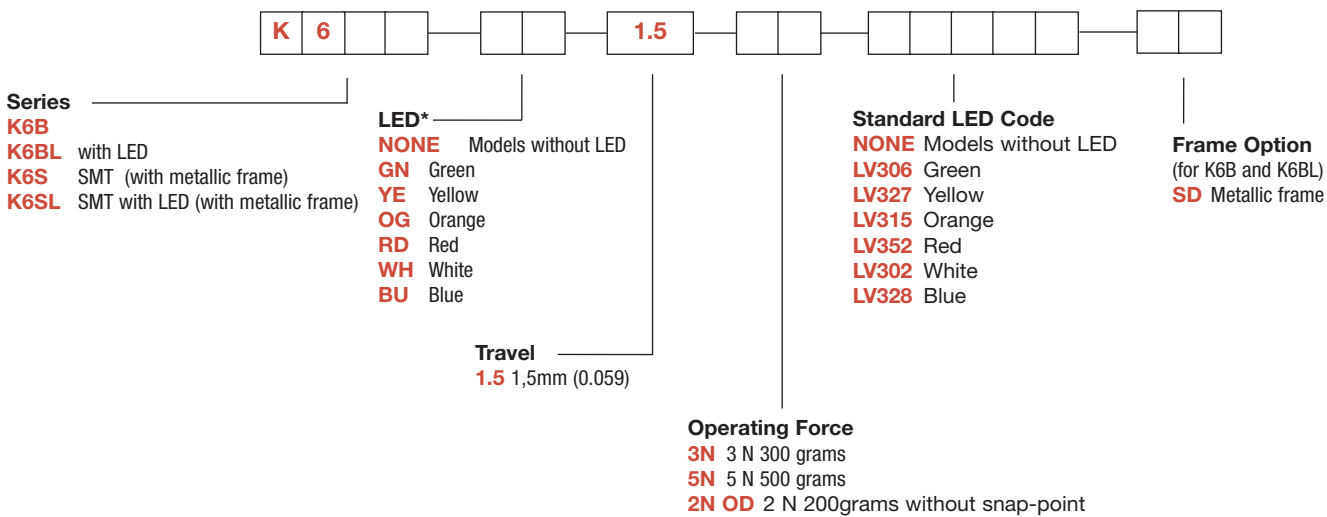 K 6 1.5
Series
K6B
K6BL with LED
K6S SMT (with metallic frame)
K6SL SMT with LED (with metallic frame)
LED*
NONE Models without LED
GN Green
YE Yellow
OG Orange
RD Red
WH White
BU Blue
Travel
1.5 1,5mm (0.059)
Operating Force
3N 3 N 300 grams
5N 5 N 500 grams
2N OD 2 N 200grams without snap-point
Standard LED Code
NONE Models without LED
LV306 Green
LV327 Yellow
LV315 Orange
LV352 Red
LV302 White
LV328 Blue
Frame Option
(for K6B and K6BL)
SD Metallic frame